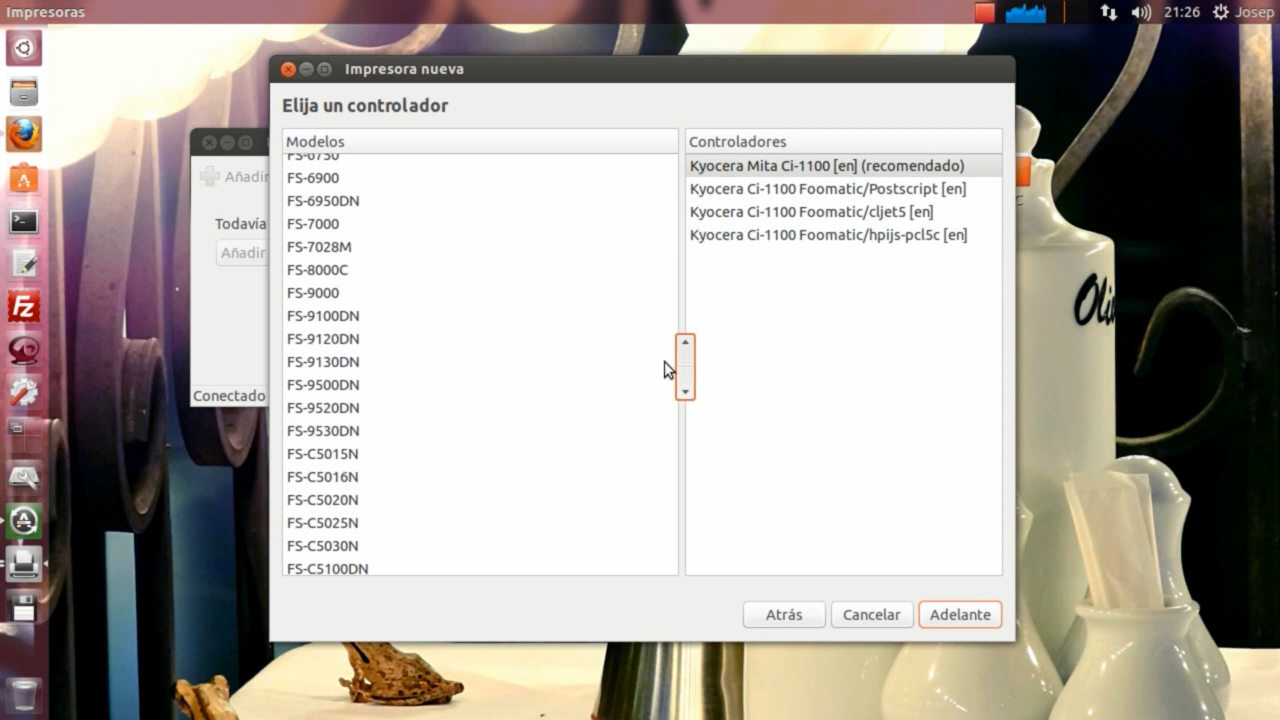 Impresoras
21:26
Josep
Impresora nueva
Elija un controlador
Modelos
Controladores
FS-6750
FS-6900
FS-6950DN
FS-7000
FS-7028M
FS-8000C
FS-9000
FS-9100DN
FS-9120DN
FS-9130DN
FS-9500DN
FS-9520DN
FS-9530DN
FS-C5015N
FS-C5016N
FS-C5020N
FS-C5025N
FS-C5030N
FS-C5100DN
Kyocera Mita Ci-1100 [en] (recomendado)
Kyocera Ci-1100 Foomatic/Postscript [en]
Kyocera Ci-1100 Foomatic/cljet5 [en]
Kyocera Ci-1100 Foomatic/hpijs-pcl5c [en]
Añadir
Todavía
Añadir
Conectado
Atrás
Cancelar
Adelante
Fz